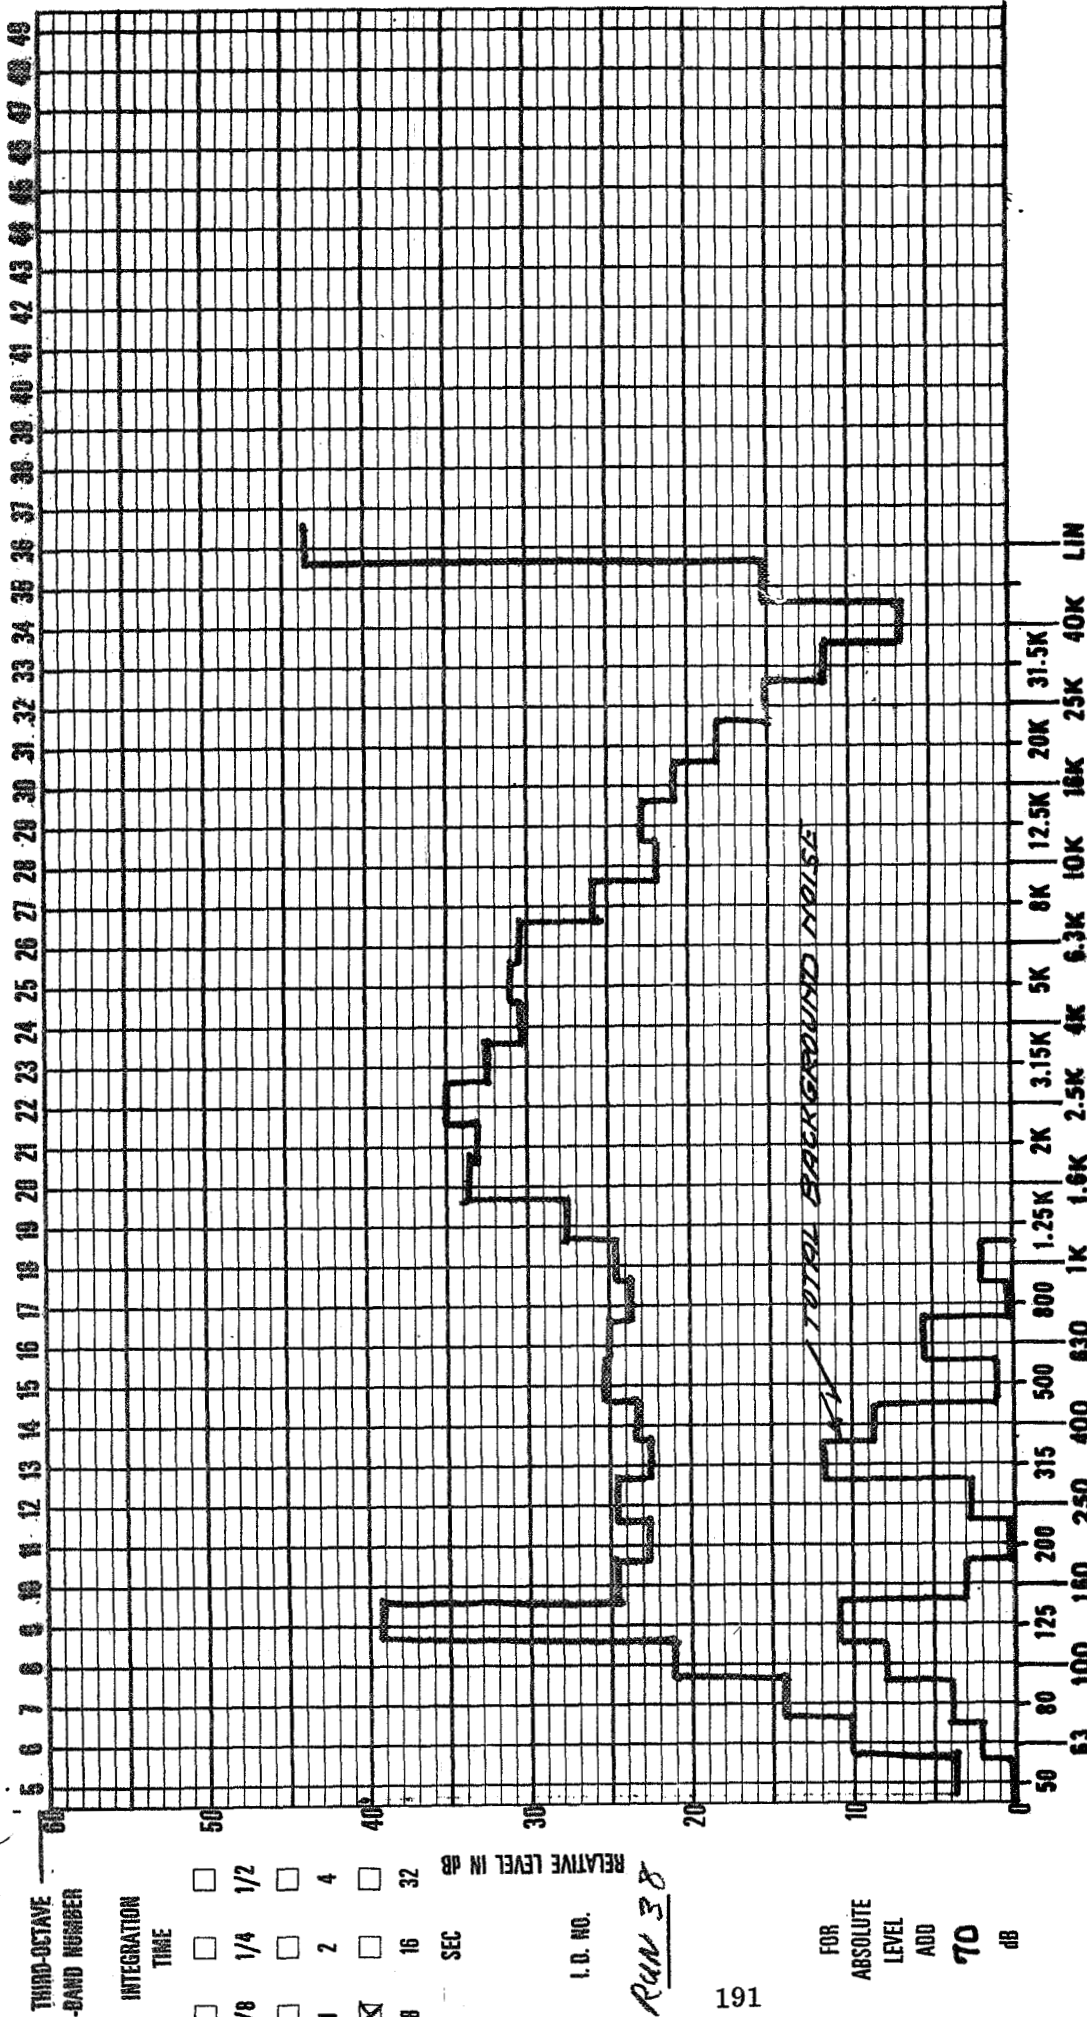 THIRD-OCTAVE
-BAND NUMBER
5 6 7 8 9 10 11 12 13 14 15 16 17 18 19 20 21 22 23 24 25 26 27 28 29 30 31 32 33 34 35 36 37 38 39 40 41 42 43 44 45 46 47 48 49
INTEGRATION
TIME
/8 1/4 1/2
1 2 4
8 16 32
SEC
I. D. NO.
RUN 38
FOR
ABSOLUTE
LEVEL
ADD
70
dB
RELATIVE LEVEL IN dB
60
50
40
30
20
10
0
TOTAL BACKGROUND NOISE
50 80 125 200 315 500 800 1.25K 2K 3.15K 5K 8K 12.5K 20K 31.5K
63 100 160 250 400 630 1K 1.6K 2.5K 4K 6.3K 10K 16K 25K 40K LIN
191